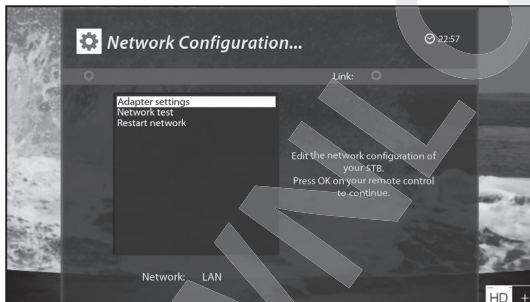 Network Configuration...
22:57
Link:
Adapter settings
Network test
Restart network
Edit the network configuration of
your STB.
Press OK on your remote control
to continue.
Network: LAN
HD +